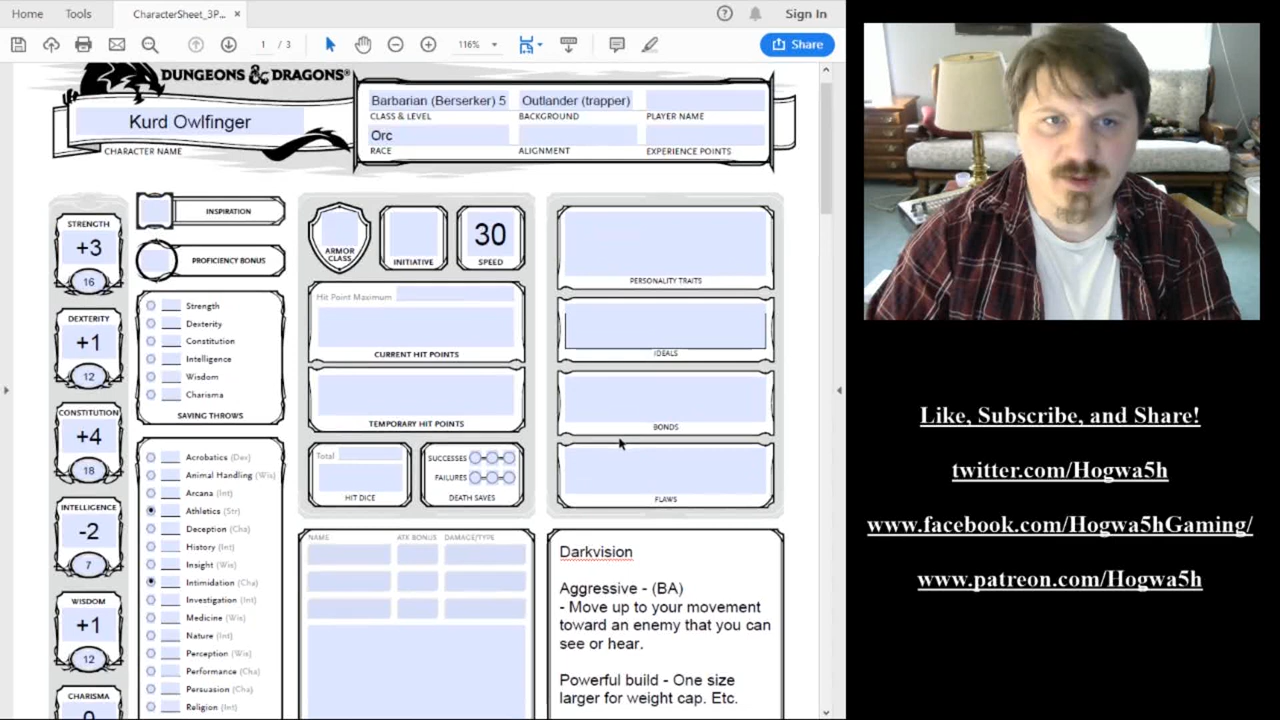 Home Tools CharacterSheet_3P... × Sign In
1 / 3 116% Share
DUNGEONS & DRAGONS®
Kurd Owlfinger
CHARACTER NAME
Barbarian (Berserker) 5 Outlander (trapper)
CLASS & LEVEL BACKGROUND PLAYER NAME
Orc
RACE ALIGNMENT EXPERIENCE POINTS
STRENGTH
+3
16
DEXTERITY
+1
12
CONSTITUTION
+4
18
INTELLIGENCE
-2
7
WISDOM
+1
12
CHARISMA
INSPIRATION
PROFICIENCY BONUS
Strength
Dexterity
Constitution
Intelligence
Wisdom
Charisma
SAVING THROWS
Acrobatics (Dex)
Animal Handling (Wis)
Arcana (Int)
Athletics (Str)
Deception (Cha)
History (Int)
Insight (Wis)
Intimidation (Cha)
Investigation (Int)
Medicine (Wis)
Nature (Int)
Perception (Wis)
Performance (Cha)
Persuasion (Cha)
Religion (Int)
ARMOR
CLASS
INITIATIVE
30
SPEED
Hit Point Maximum
CURRENT HIT POINTS
TEMPORARY HIT POINTS
Total
HIT DICE
SUCCESSES
FAILURES
DEATH SAVES
NAME ATK BONUS DAMAGE/TYPE
PERSONALITY TRAITS
IDEALS
BONDS
FLAWS
Darkvision
Aggressive - (BA)
- Move up to your movement
toward an enemy that you can
see or hear.
Powerful build - One size
larger for weight cap. Etc.
Like, Subscribe, and Share!
twitter.com/Hogwa5h
www.facebook.com/Hogwa5hGaming/
www.patreon.com/Hogwa5h